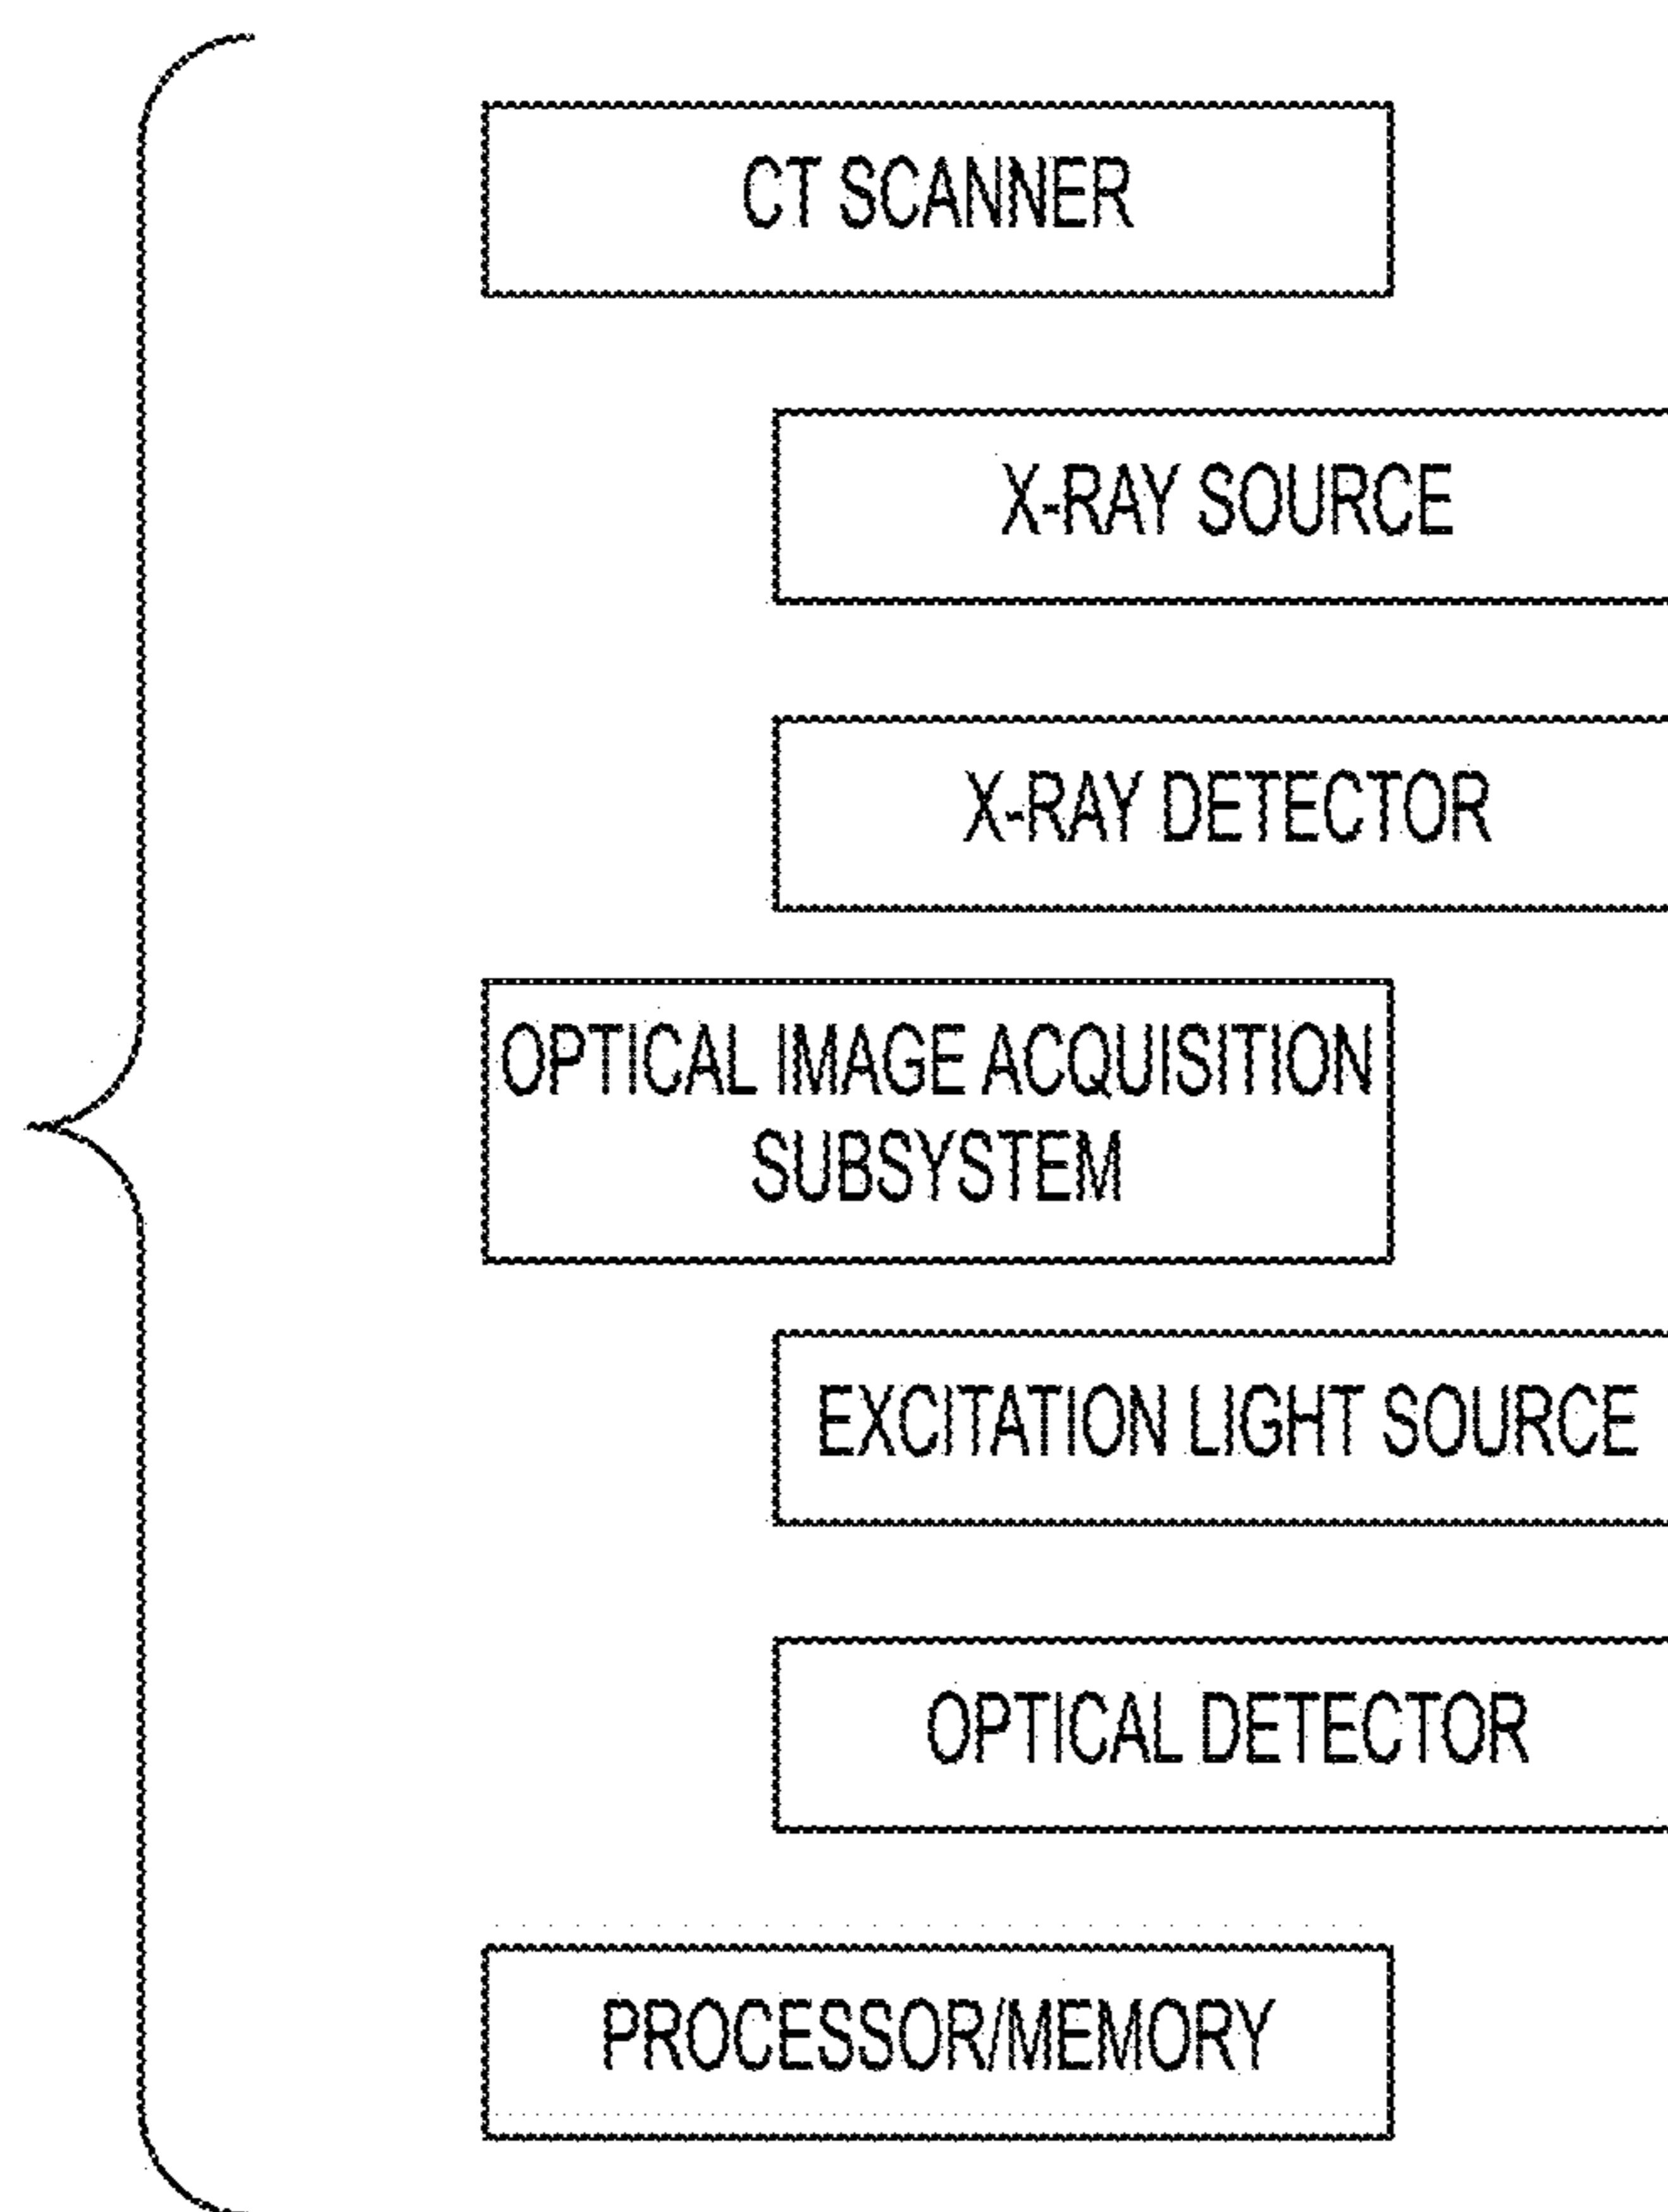 CT SCANNER
X-RAY SOURCE
X-RAY DETECTOR
OPTICAL IMAGE ACQUISITION
SUBSYSTEM
EXCITATION LIGHT SOURCE
OPTICAL DETECTOR
PROCESSOR/MEMORY